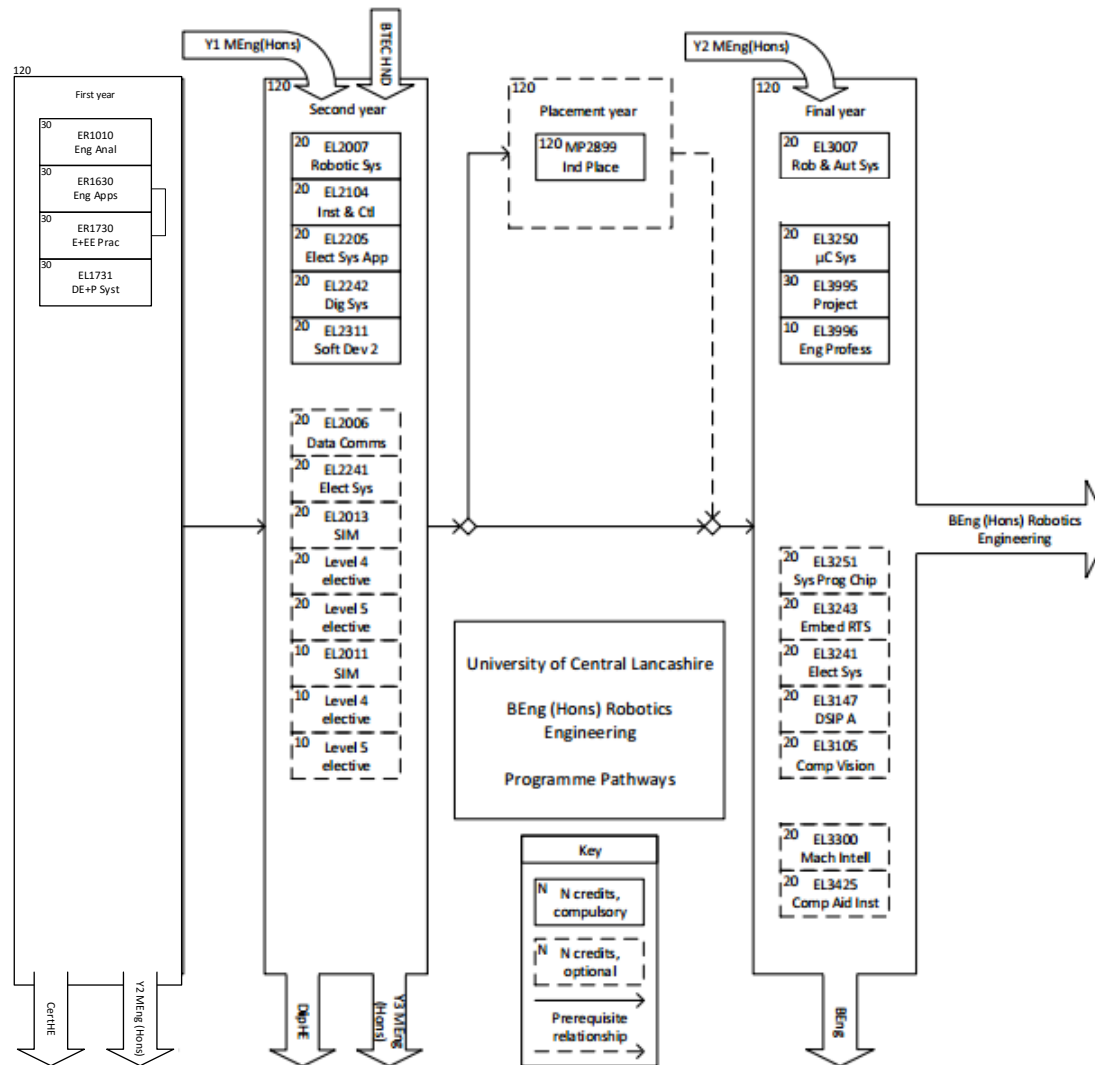 120
First year
30
ER1010
Eng Anal
30
ER1630
Eng Apps
30
ER1730
E+EE Prac
30
EL1731
DE+P Syst
CertHE
Y2 MEng (Hons)
Y1 MEng(Hons)
BTEC HND
120
Second year
20
EL2007
Robotic Sys
20
EL2104
Inst & Ctl
20
EL2205
Elect Sys App
20
EL2242
Dig Sys
20
EL2311
Soft Dev 2
20
EL2006
Data Comms
20
EL2241
Elect Sys
20
EL2013
SIM
20
Level 4
elective
20
Level 5
elective
10
EL2011
SIM
10
Level 4
elective
10
Level 5
elective
DipHE
Y3 MEng
(Hons)
120
Placement year
120
MP2899
Ind Place
University of Central Lancashire
BEng (Hons) Robotics
Engineering
Programme Pathways
Key
N
N credits,
compulsory
N
N credits,
optional
Prerequisite
relationship
Y2 MEng(Hons)
120
Final year
20
EL3007
Rob & Aut Sys
20
EL3250
µC Sys
30
EL3995
Project
10
EL3996
Eng Profess
20
EL3251
Sys Prog Chip
20
EL3243
Embed RTS
20
EL3241
Elect Sys
20
EL3147
DSIP A
20
EL3105
Comp Vision
20
EL3300
Mach Intell
20
EL3425
Comp Aid Inst
BEng
BEng (Hons) Robotics
Engineering